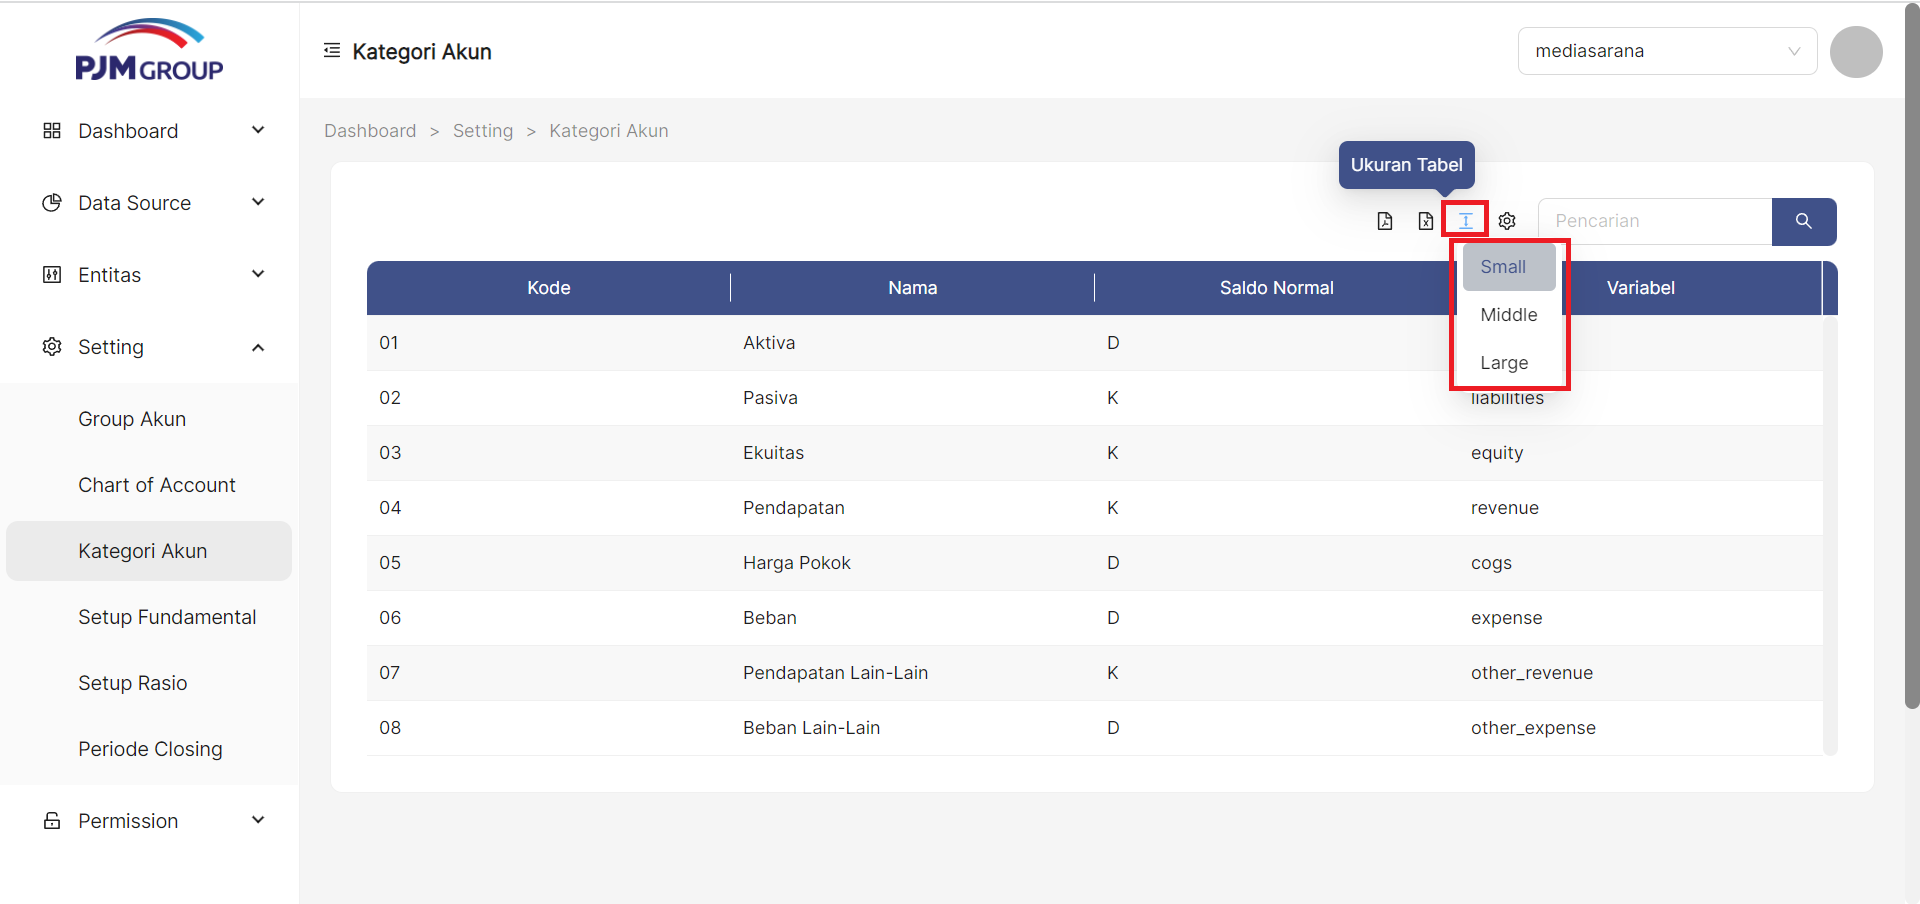 PJM GROUP
Kategori Akun
mediasarana
Dashboard
Data Source
Entitas
Setting
Group Akun
Chart of Account
Kategori Akun
Setup Fundamental
Setup Rasio
Periode Closing
Permission
Dashboard > Setting > Kategori Akun
Ukuran Tabel
Pencarian
Small
Middle
Large
Kode Nama Saldo Normal Variabel
01 Aktiva D
02 Pasiva K liabilities
03 Ekuitas K equity
04 Pendapatan K revenue
05 Harga Pokok D cogs
06 Beban D expense
07 Pendapatan Lain-Lain K other_revenue
08 Beban Lain-Lain D other_expense